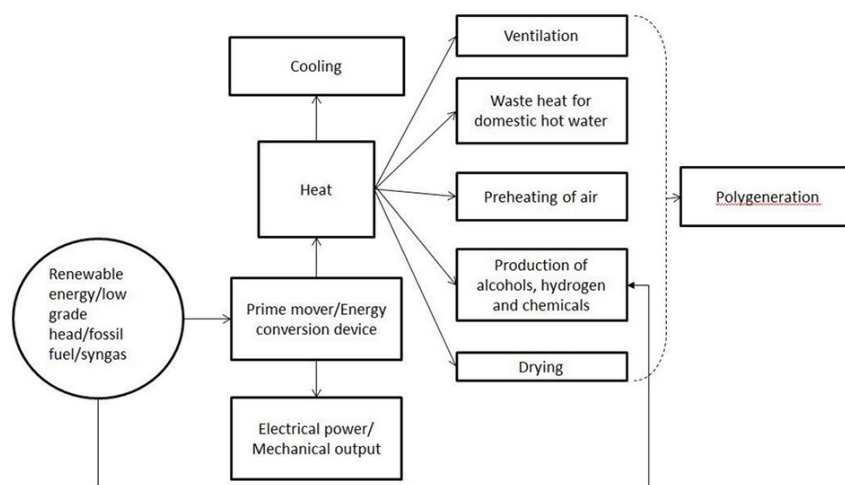 Ventilation
Cooling
Waste heat for
domestic hot water
Heat
Preheating of air
Polygeneration
Renewable
energy/low
grade
head/fossil
fuel/syngas
Prime mover/Energy
conversion device
Production of
alcohols, hydrogen
and chemicals
Drying
Electrical power/
Mechanical output